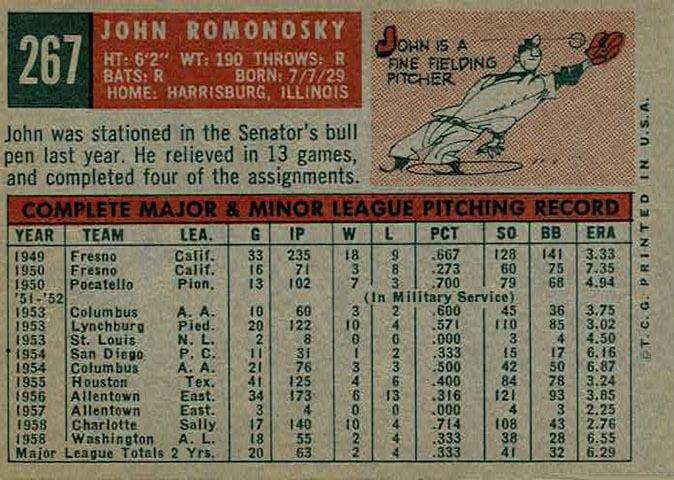 267
JOHN ROMONOSKY
HT: 6'2" WT: 190 THROWS: R
BATS: R BORN: 7/7/29
HOME: HARRISBURG, ILLINOIS
JOHN IS A
FINE FIELDING
PITCHER
John was stationed in the Senator's bull
pen last year. He relieved in 13 games,
and completed four of the assignments.
COMPLETE MAJOR & MINOR LEAGUE PITCHING RECORD
YEAR TEAM LEA. G IP W L PCT SO BB ERA
1949 Fresno Calif. 33 235 18 9 .667 128 141 3.33
1950 Fresno Calif. 16 71 3 8 .273 60 75 7.35
1950 Pocatello Pion. 13 102 7 3 .700 79 68 4.94
'51-'52 (In Military Service)
1953 Columbus A. A. 10 60 3 2 .600 45 36 3.75
1953 Lynchburg Pied. 20 122 10 4 .571 110 85 3.02
1953 St. Louis N. L. 2 8 0 0 .000 3 4 4.50
1954 San Diego P. C. 11 31 1 2 .333 15 17 6.16
1954 Columbus A. A. 21 76 3 3 .500 42 50 6.87
1955 Houston Tex. 41 125 4 6 .400 84 78 3.24
1956 Allentown East. 34 173 6 13 .316 121 93 3.85
1957 Allentown East. 3 4 0 0 .000 4 3 2.25
1958 Charlotte Sally 17 140 10 4 .714 108 43 2.76
1958 Washington A. L. 18 55 2 4 .333 38 28 6.55
Major League Totals 2 Yrs. 20 63 2 4 .333 41 32 6.29
© T. C. G. PRINTED IN U.S.A.